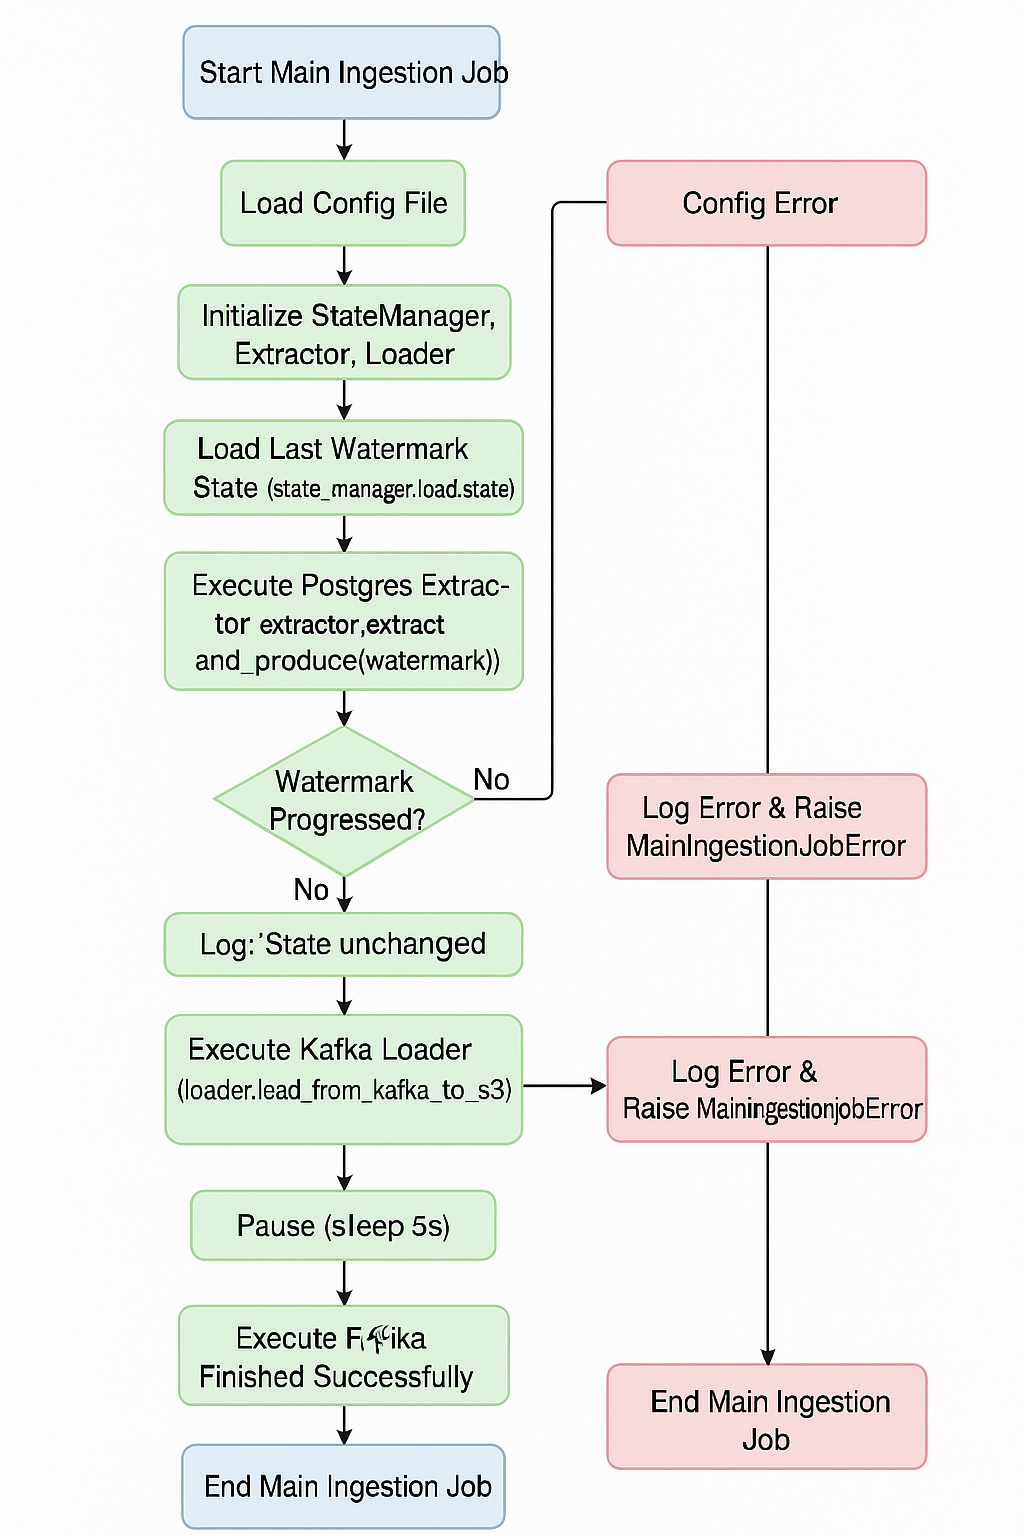 Start Main Ingestion Job
Load Config File
Config Error
Initialize StateManager,
Extractor, Loader
Load Last Watermark
State (state_manager.load.state)
Execute Postgres Extrac-
tor extractor,extract
and_produce(watermark))
Watermark
Progressed?
No
No
Log Error & Raise
MainIngestionJobError
Log:'State unchanged
Execute Kafka Loader
(loader.lead_from_kafka_to_s3)
Log Error &
Raise MainingestionjobError
Pause (sleep 5s)
Execute
Finished Successfully
End Main Ingestion
Job
End Main Ingestion Job